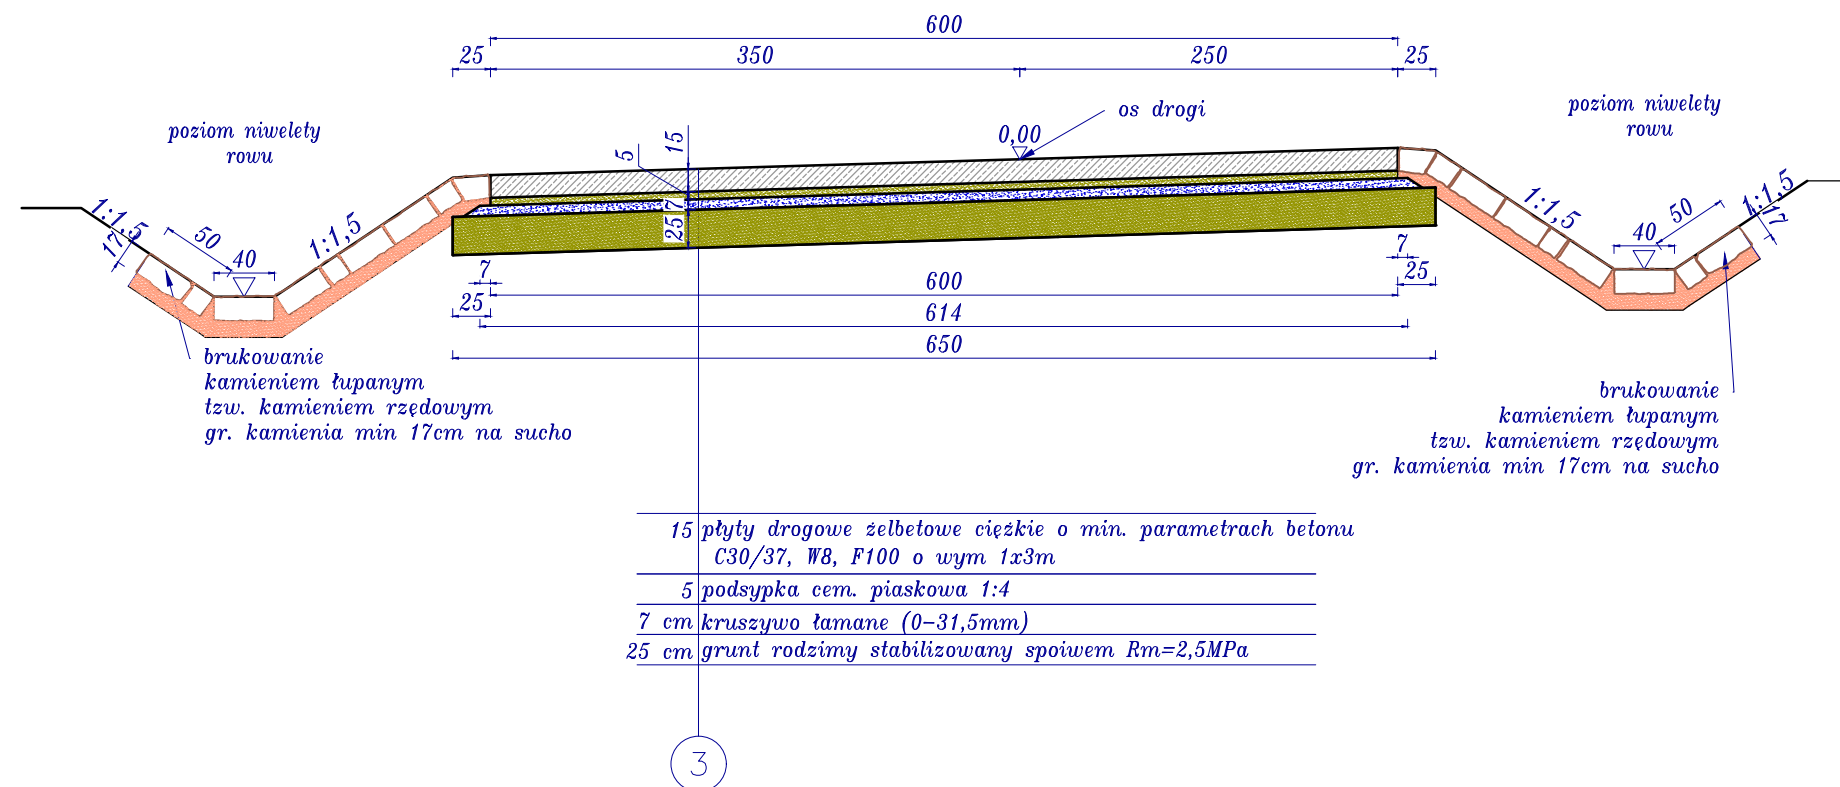 600
25
350
250
25
os drogi
0,00
poziom niwelety
rowu
poziom niwelety
rowu
15
5
7
25
1:1,5
17
50
40
1:1,5
1:1,5
40
50
1:1,5
17
7
25
7
25
600
614
650
brukowanie
kamieniem łupanym
tzw. kamieniem rzędowym
gr. kamienia min 17cm na sucho
brukowanie
kamieniem łupanym
tzw. kamieniem rzędowym
gr. kamienia min 17cm na sucho
15 płyty drogowe żelbetowe ciężkie o min. parametrach betonu
C30/37, W8, F100 o wym 1x3m
5 podsypka cem. piaskowa 1:4
7 cm kruszywo łamane (0-31,5mm)
25 cm grunt rodzimy stabilizowany spoiwem Rm=2,5MPa
3